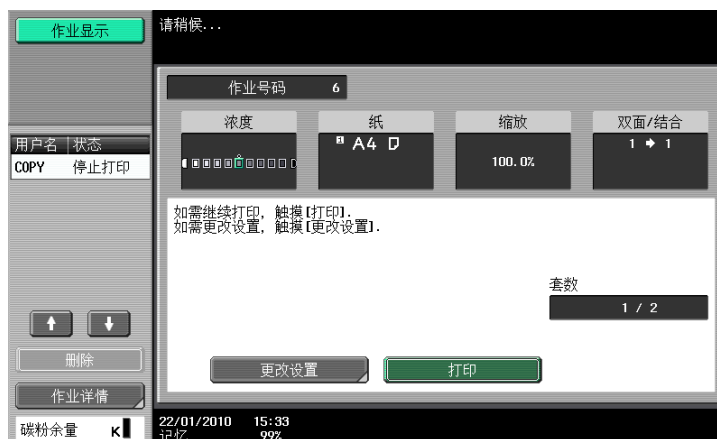 作业显示
请稍候...
作业号码 6
浓度 纸 缩放 双面/结合
1 A4 100.0% 1 → 1
用户名 状态
COPY 停止打印
如需继续打印, 触摸[打印].
如需更改设置, 触摸[更改设置].
套数
1 / 2
删除
更改设置 打印
作业详情
碳粉余量 K
22/01/2010 15:33
记忆 99%